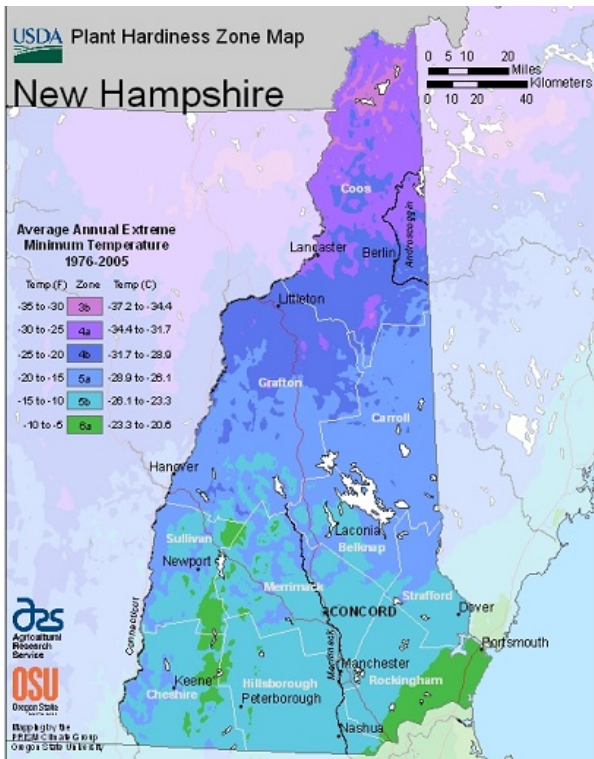 USDA Plant Hardiness Zone Map
New Hampshire
0 5 10 20
Miles
Kilometers
0 10 20 40
Coos
Androscoggin
Lancaster
Berlin
Average Annual Extreme
Minimum Temperature
1976-2005
Temp (F) Zone Temp (C)
-35 to -30 3b -37.2 to -34.4
-30 to -25 4a -34.4 to -31.7
-25 to -20 4b -31.7 to -28.9
-20 to -15 5a -28.9 to -26.1
-15 to -10 5b -26.1 to -23.3
-10 to -5 6a -23.3 to -20.6
Littleton
Grafton
Carroll
Hanover
Laconia
Sullivan
Belknap
Newport
Merrimack
Strafford
CONCORD
Dover
Connecticut
Merrimack
Portsmouth
Manchester
Keene
Hillsborough
Rockingham
Cheshire
Peterborough
Nashua
ars
Agricultural
Research
Service
OSU
Oregon State
Mapping by the
PRISM Climate Group
Oregon State University